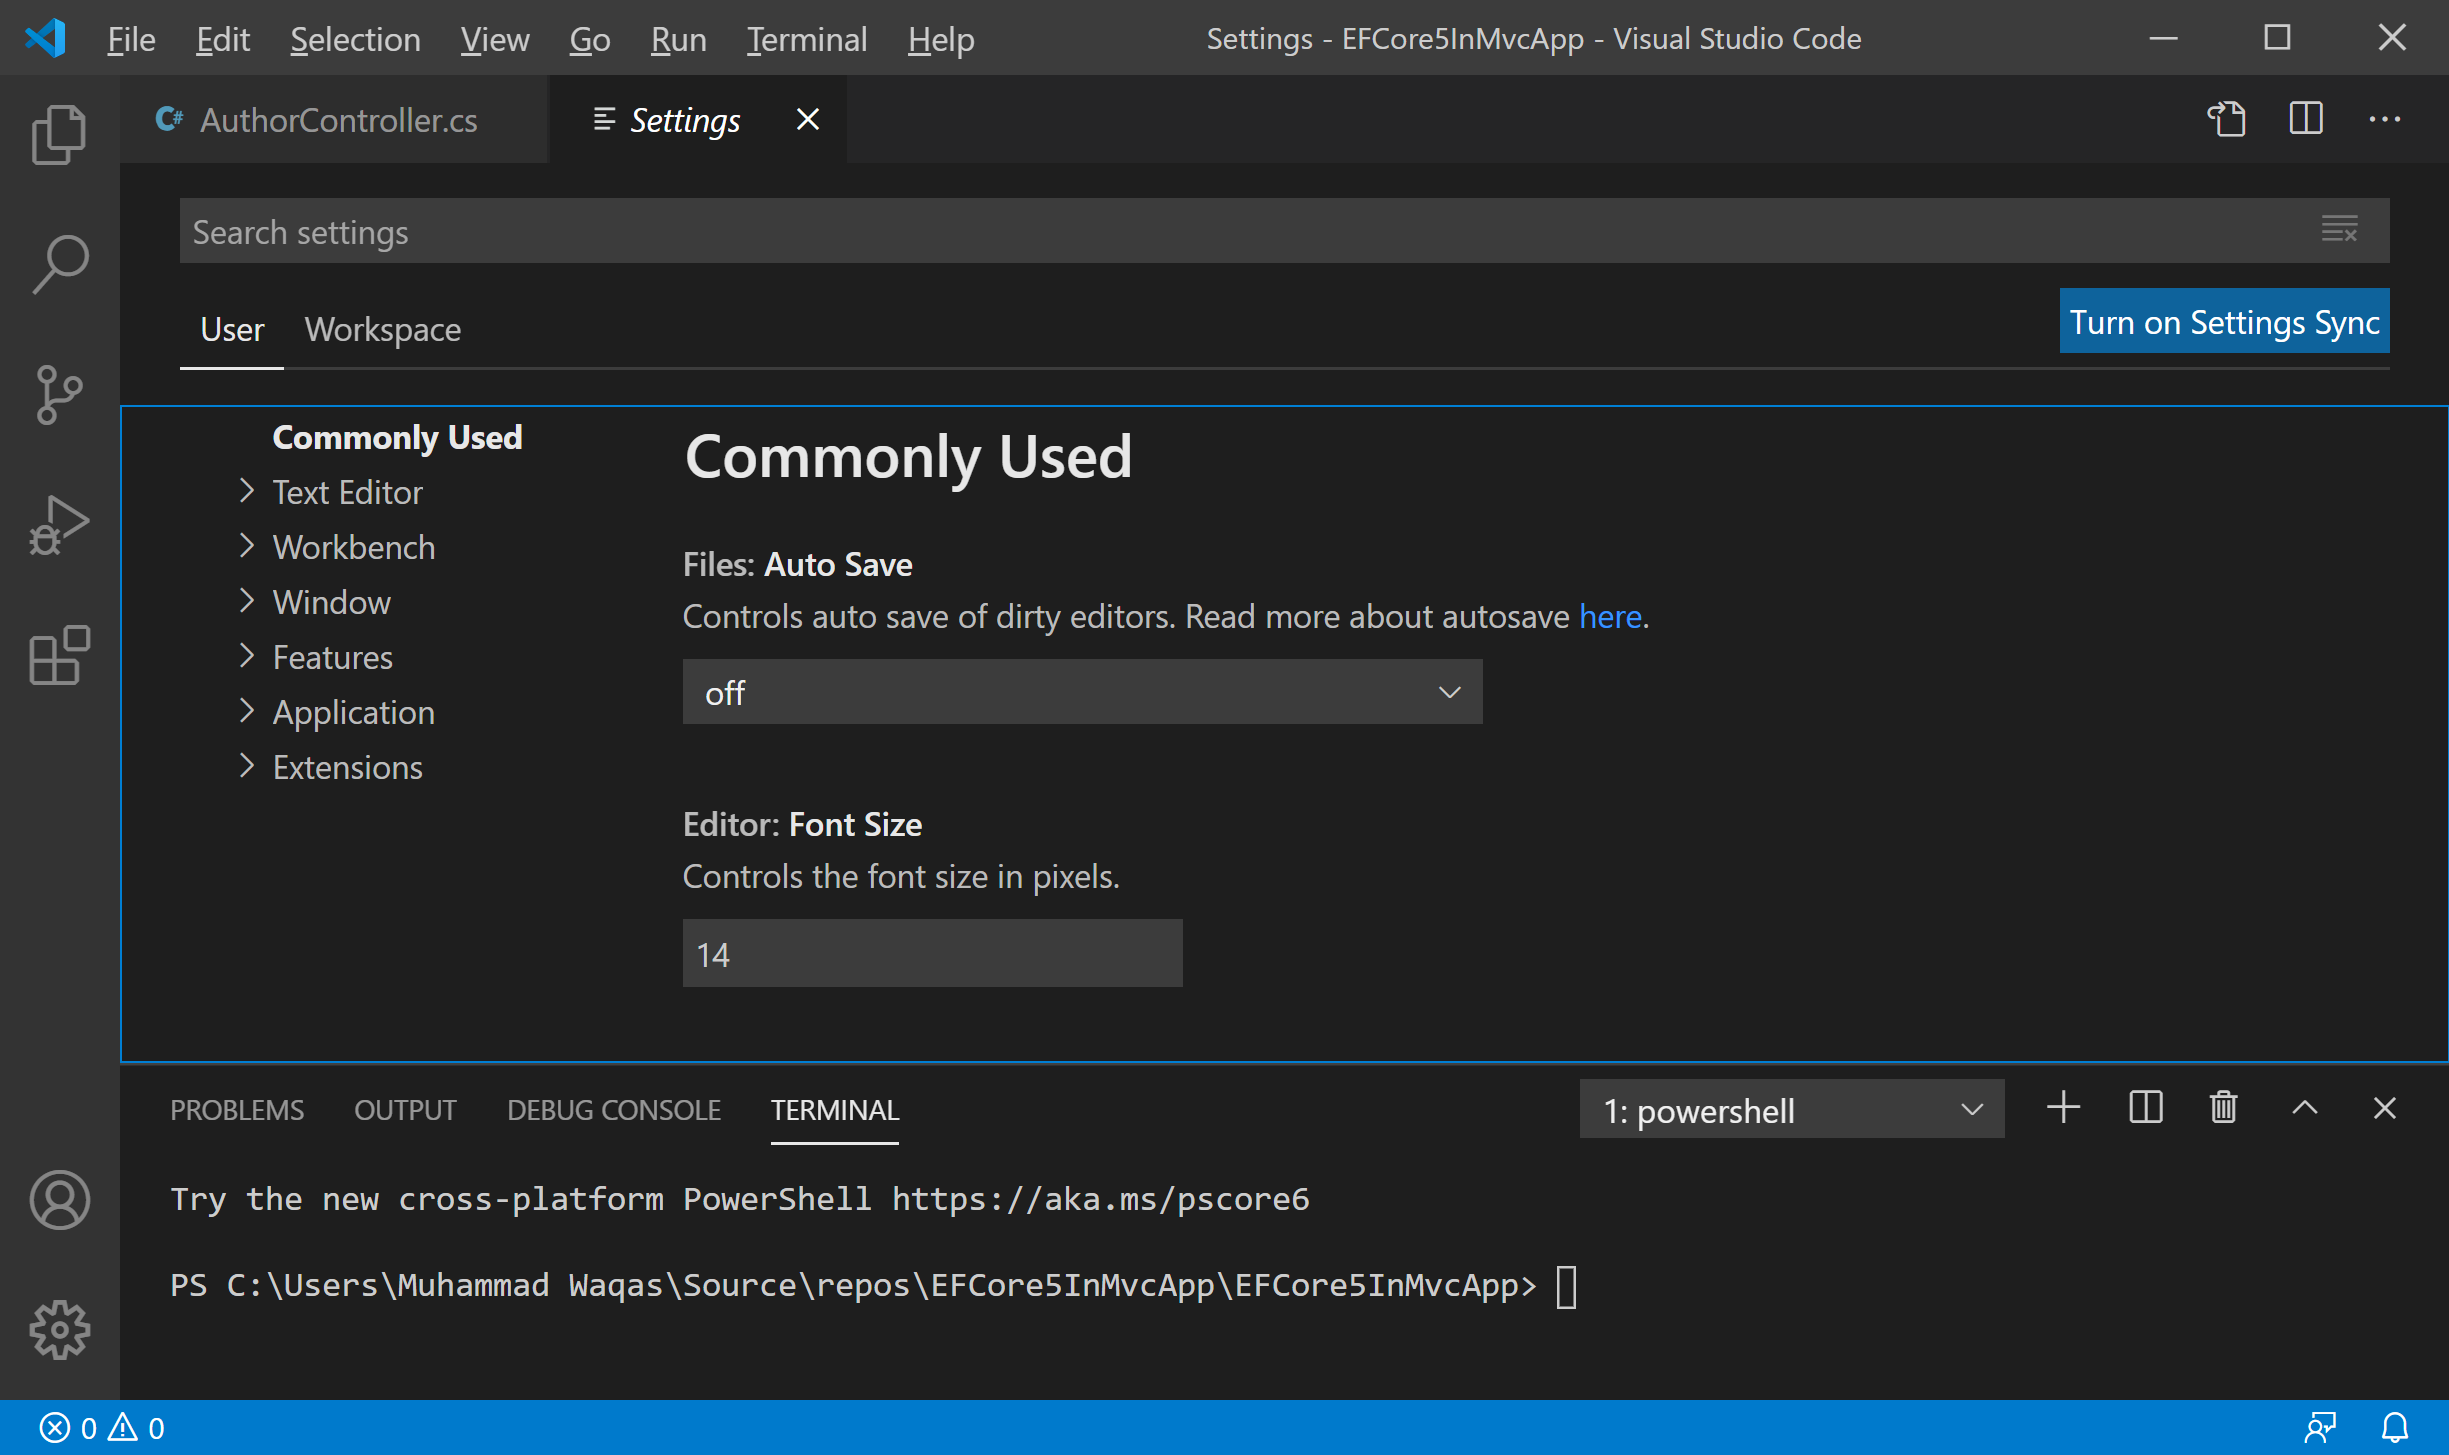 File Edit Selection View Go Run Terminal Help Settings - EFCore5InMvcApp - Visual Studio Code
AuthorController.cs Settings
Search settings
User Workspace Turn on Settings Sync
Commonly Used
Text Editor
Workbench
Window
Features
Application
Extensions
Commonly Used
Files: Auto Save
Controls auto save of dirty editors. Read more about autosave here.
off
Editor: Font Size
Controls the font size in pixels.
14
PROBLEMS OUTPUT DEBUG CONSOLE TERMINAL 1: powershell
Try the new cross-platform PowerShell https://aka.ms/pscore6
PS C:\Users\Muhammad Waqas\Source\repos\EFCore5InMvcApp\EFCore5InMvcApp>
0 0